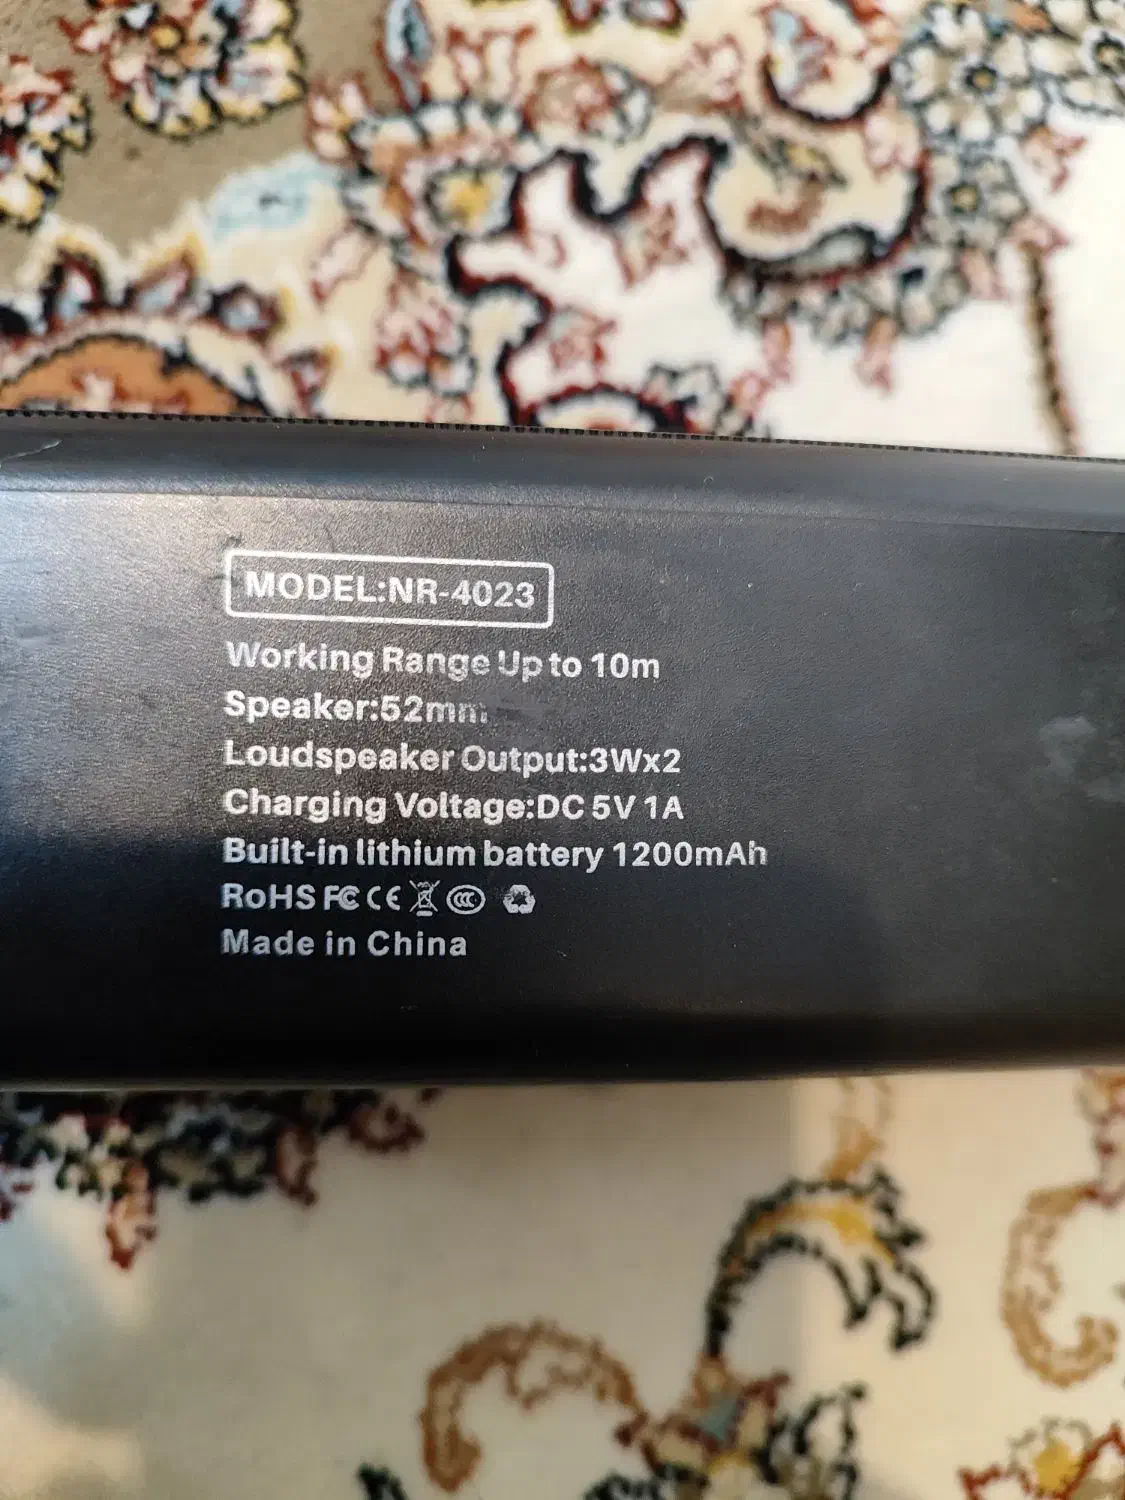 MODEL:NR-4023
Working Range Up to 10m
Speaker:52mm
Loudspeaker Output:3Wx2
Charging Voltage:DC 5V 1A
Built-in lithium battery 1200mAh
RoHS FC CE CCC
Made in China